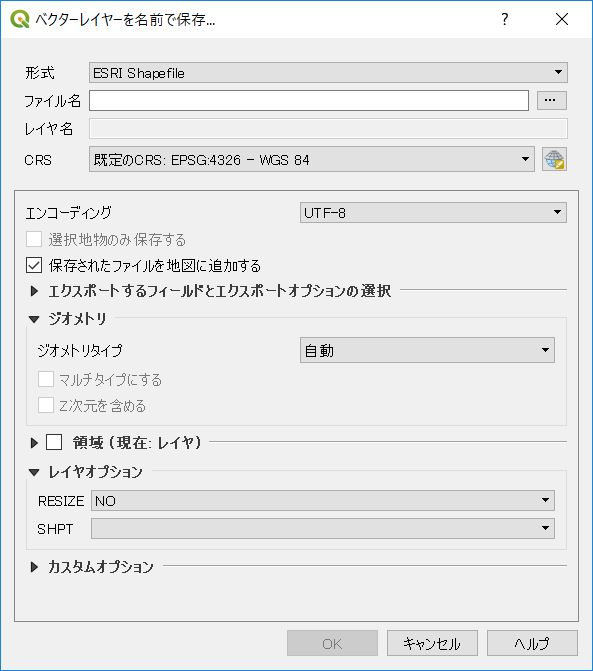 ベクターレイヤーを名前で保存...
形式 ESRI Shapefile
ファイル名 ...
レイヤ名
CRS 既定のCRS: EPSG:4326 - WGS 84
エンコーディング UTF-8
選択地物のみ保存する
保存されたファイルを地図に追加する
エクスポートするフィールドとエクスポートオプションの選択
ジオメトリ
ジオメトリタイプ 自動
マルチタイプにする
Z次元を含める
領域 (現在: レイヤ)
レイヤオプション
RESIZE NO
SHPT
カスタムオプション
OK キャンセル ヘルプ